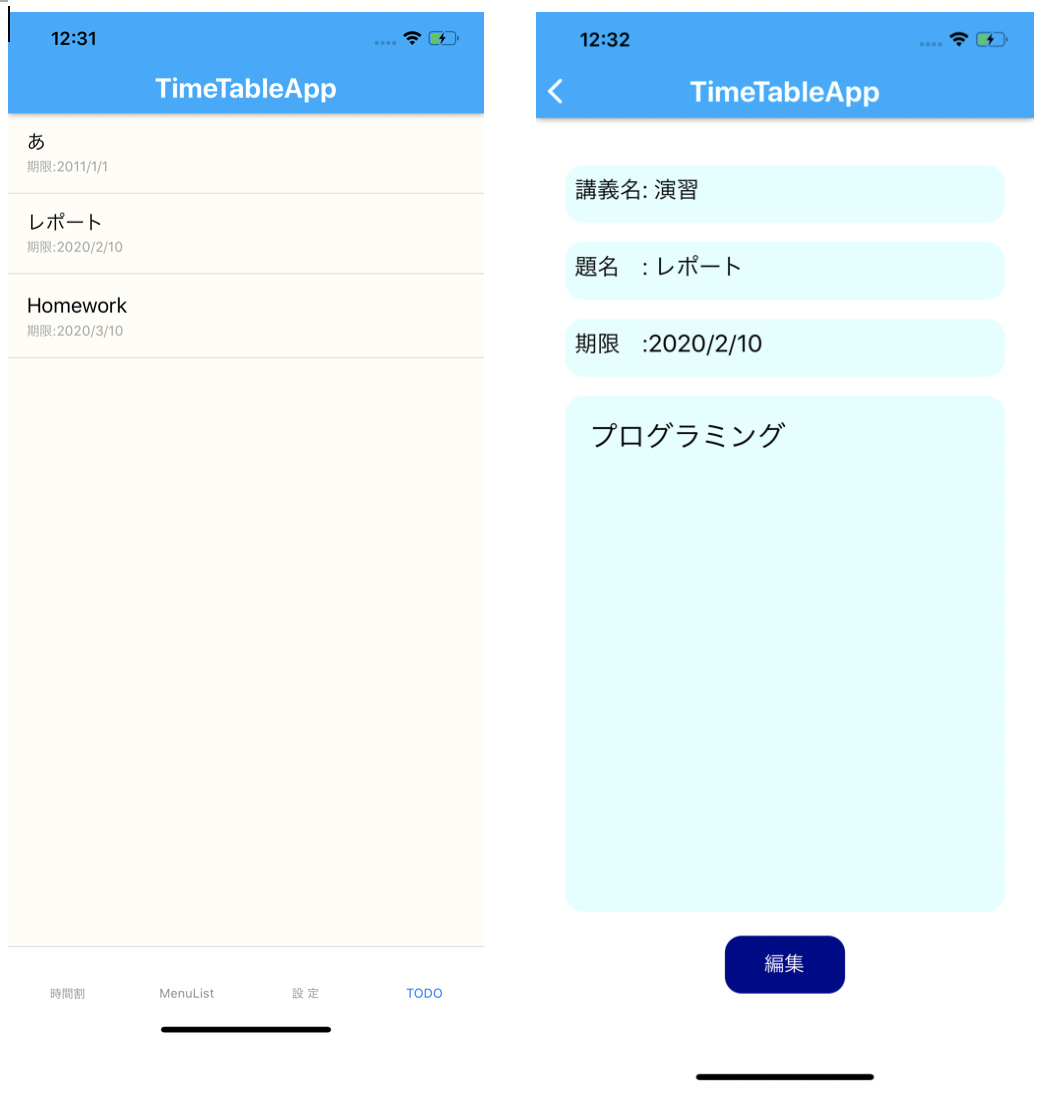 12:31
TimeTableApp
あ
期限:2011/1/1
レポート
期限:2020/2/10
Homework
期限:2020/3/10
時間割 MenuList 設 定 TODO
12:32
TimeTableApp
講義名: 演習
題名　: レポート
期限　:2020/2/10
プログラミング
編集